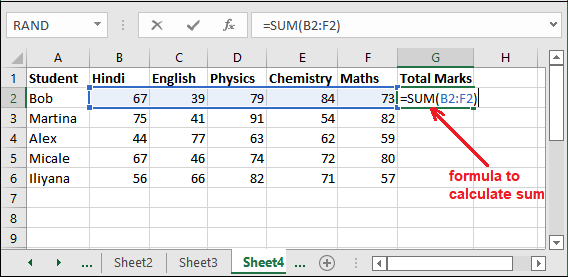 RAND =SUM(B2:F2)
A B C D E F G H
1 Student Hindi English Physics Chemistry Maths Total Marks
2 Bob 67 39 79 84 73 =SUM(B2:F2)
3 Martina 75 41 91 54 82
4 Alex 44 77 63 62 59
5 Micale 67 46 74 72 80
6 Iliyana 56 66 82 71 57
7
formula to
calculate sum
8
9
... Sheet2 Sheet3 Sheet4 ...